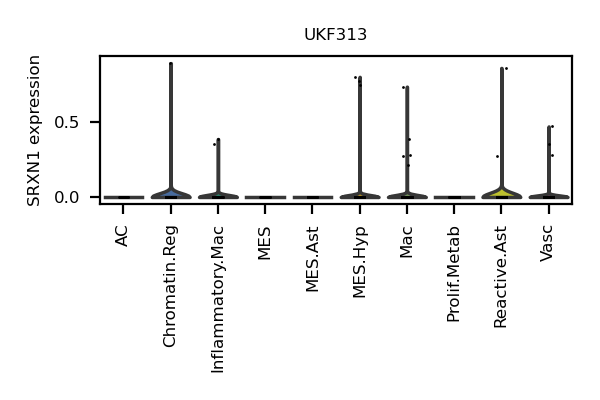 UKF313
SRXN1 expression
0.5
0.0
AC
Chromatin.Reg
Inflammatory.Mac
MES
MES.Ast
MES.Hyp
Mac
Prolif.Metab
Reactive.Ast
Vasc